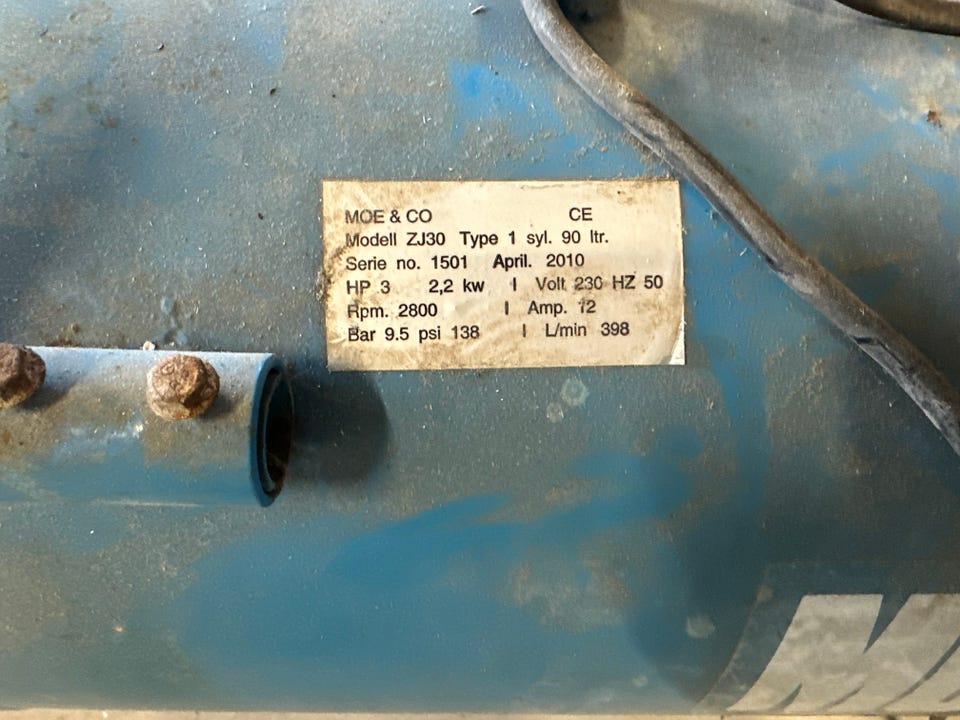 MOE & CO CE
Modell ZJ30 Type 1 syl. 90 ltr.
Serie no. 1501 April. 2010
HP 3 2,2 kw I Volt 230 HZ 50
Rpm. 2800 I Amp. 12
Bar 9.5 psi 138 I L/min 398